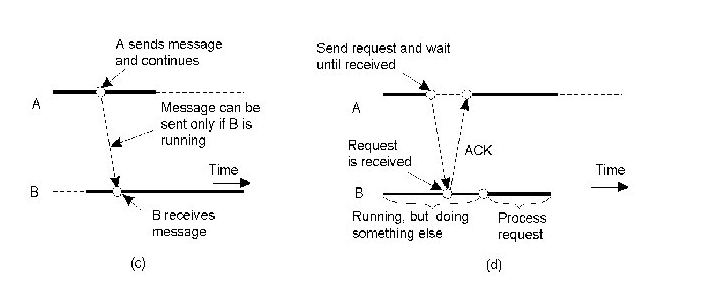 A sends message
and continues
A
Message can be
sent only if B is
running
Time
B
B receives
message
(c)
Send request and wait
until received
A
Request
is received
ACK
Time
B
Running, but doing
something else
Process
request
(d)